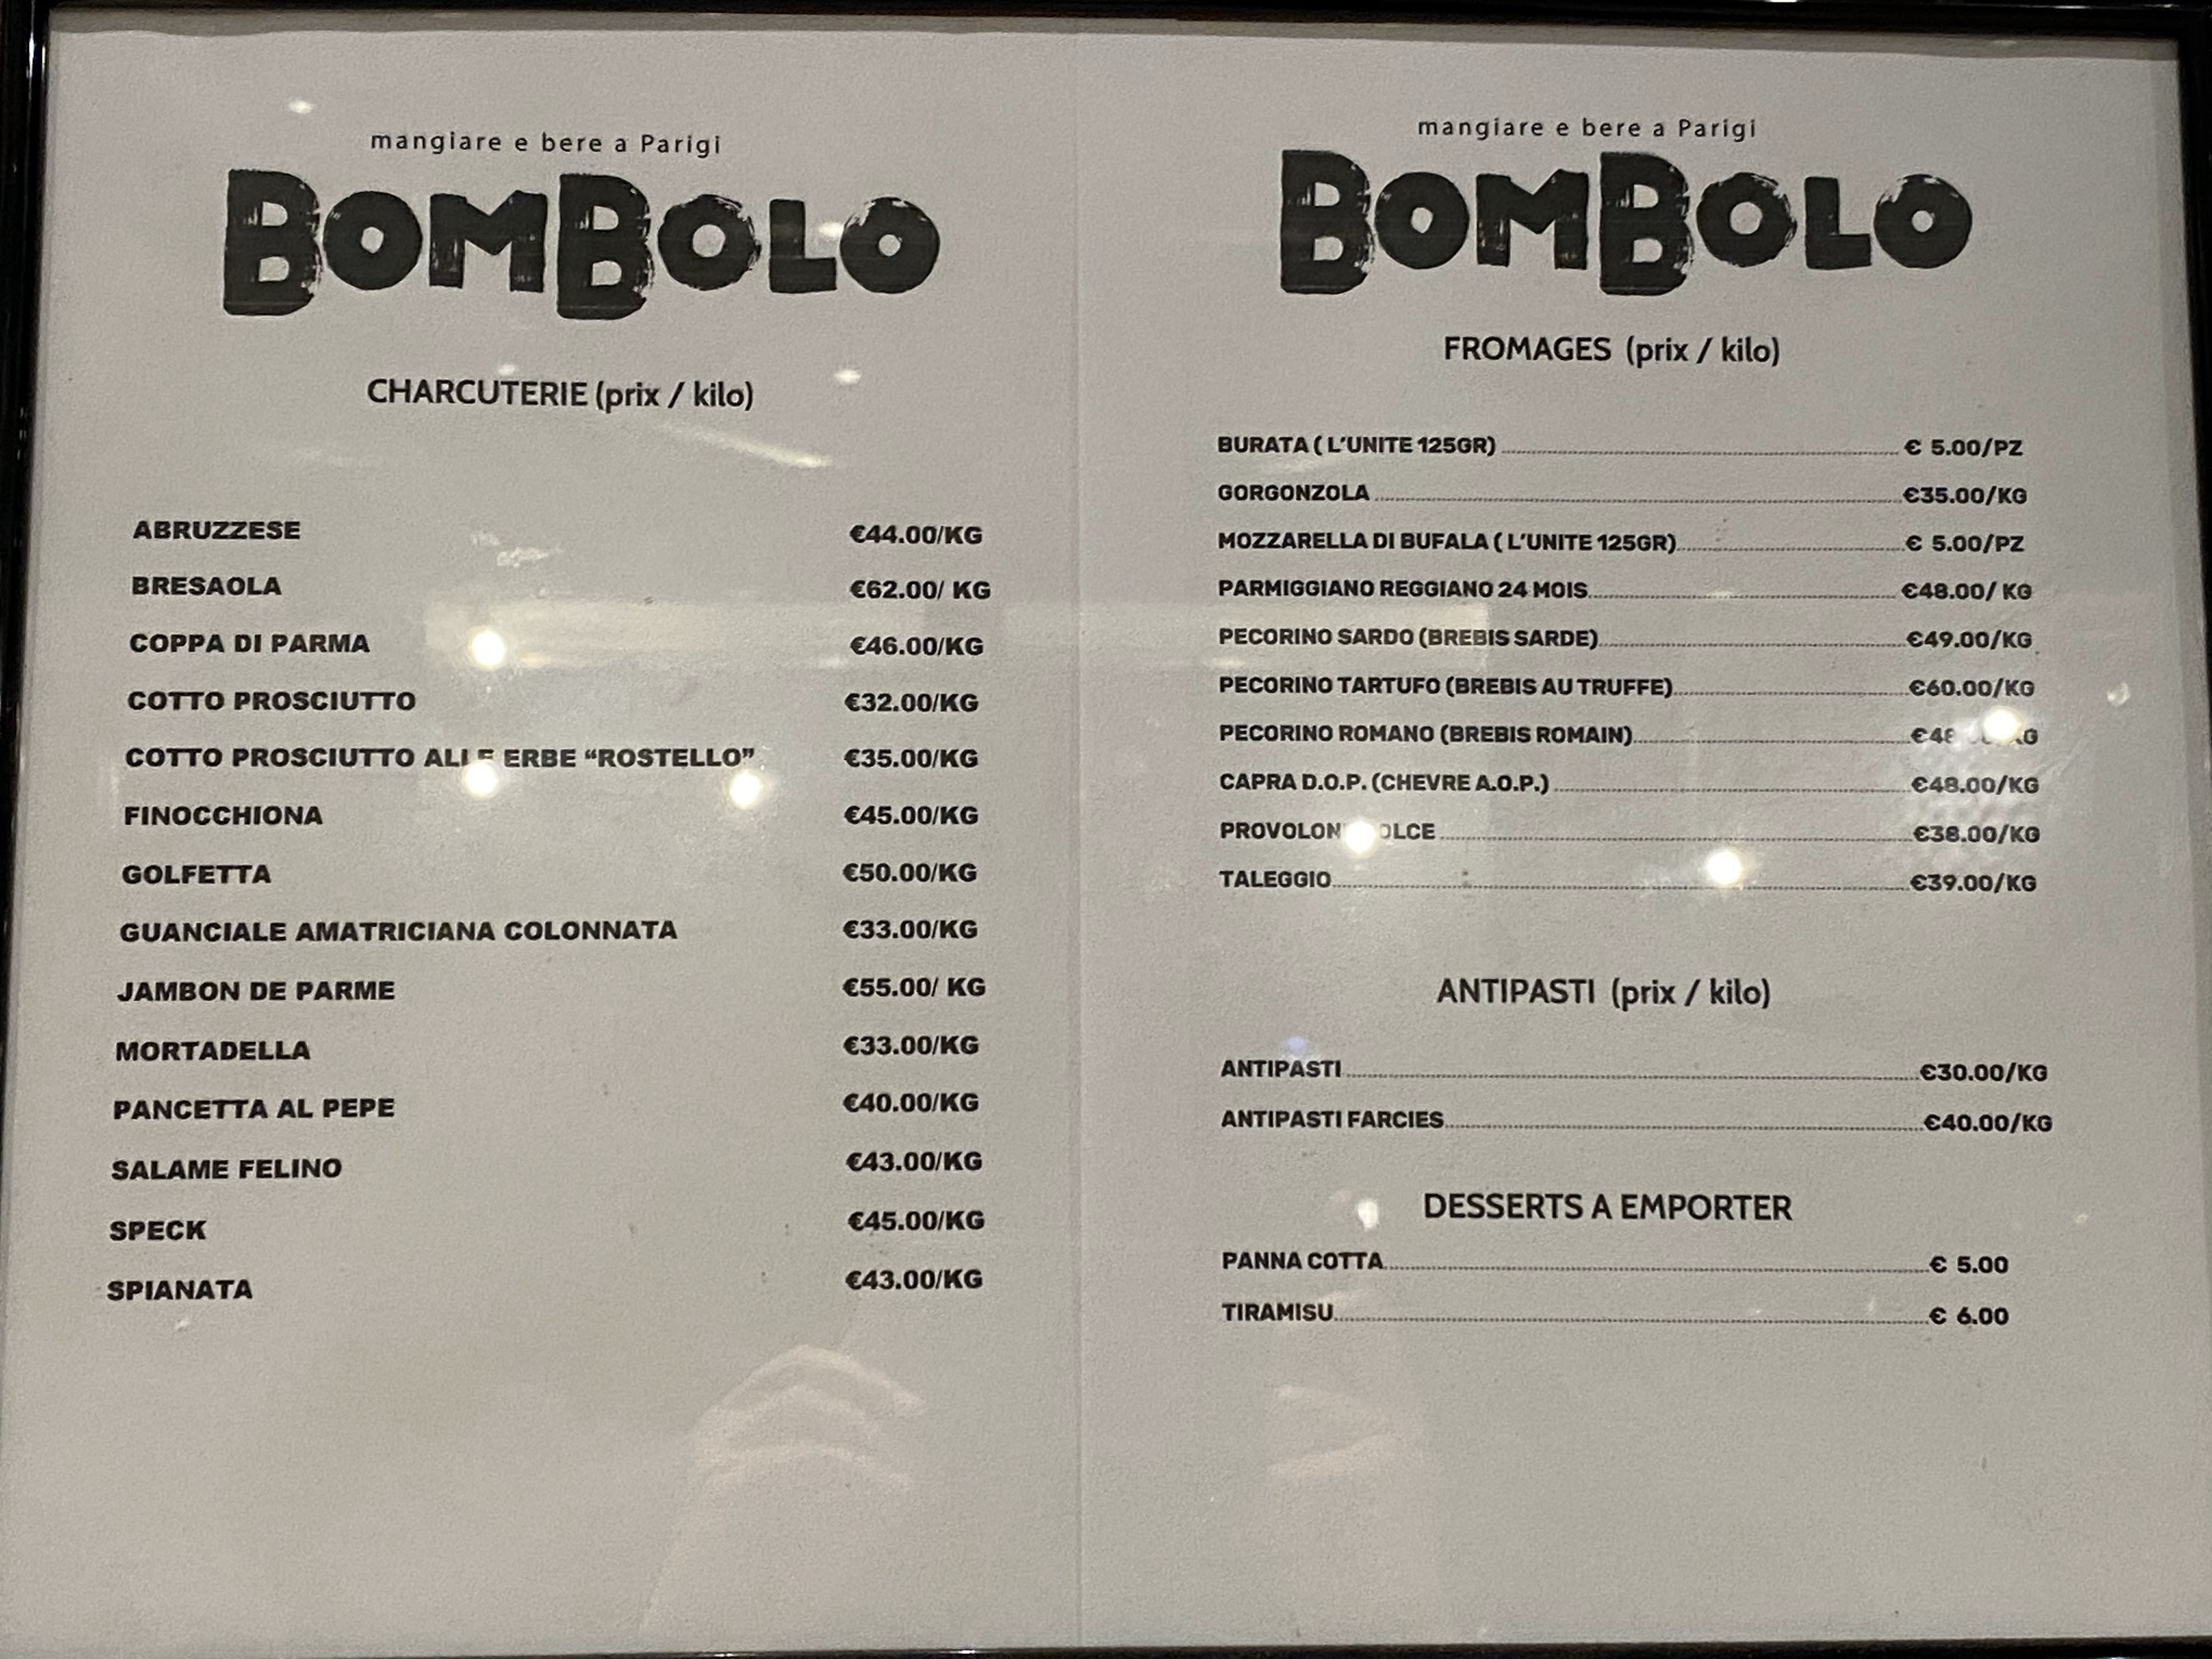 mangiare e bere a Parigi
BOMBOLO
CHARCUTERIE (prix / kilo)
ABRUZZESE €44.00/KG
BRESAOLA €62.00/ KG
COPPA DI PARMA €46.00/KG
COTTO PROSCIUTTO €32.00/KG
COTTO PROSCIUTTO ALLE ERBE “ROSTELLO” €35.00/KG
FINOCCHIONA €45.00/KG
GOLFETTA €50.00/KG
GUANCIALE AMATRICIANA COLONNATA €33.00/KG
JAMBON DE PARME €55.00/ KG
MORTADELLA €33.00/KG
PANCETTA AL PEPE €40.00/KG
SALAME FELINO €43.00/KG
SPECK €45.00/KG
SPIANATA €43.00/KG
mangiare e bere a Parigi
BOMBOLO
FROMAGES (prix / kilo)
BURATA ( L’UNITE 125GR) € 5.00/PZ
GORGONZOLA €35.00/KG
MOZZARELLA DI BUFALA ( L’UNITE 125GR) € 5.00/PZ
PARMIGGIANO REGGIANO 24 MOIS €48.00/ KG
PECORINO SARDO (BREBIS SARDE) €49.00/KG
PECORINO TARTUFO (BREBIS AU TRUFFE) €60.00/KG
PECORINO ROMANO (BREBIS ROMAIN)
CAPRA D.O.P. (CHEVRE A.O.P.) €48.00/KG
PROVOLONE DOLCE €38.00/KG
TALEGGIO €39.00/KG
ANTIPASTI (prix / kilo)
ANTIPASTI €30.00/KG
ANTIPASTI FARCIES €40.00/KG
DESSERTS A EMPORTER
PANNA COTTA € 5.00
TIRAMISU € 6.00